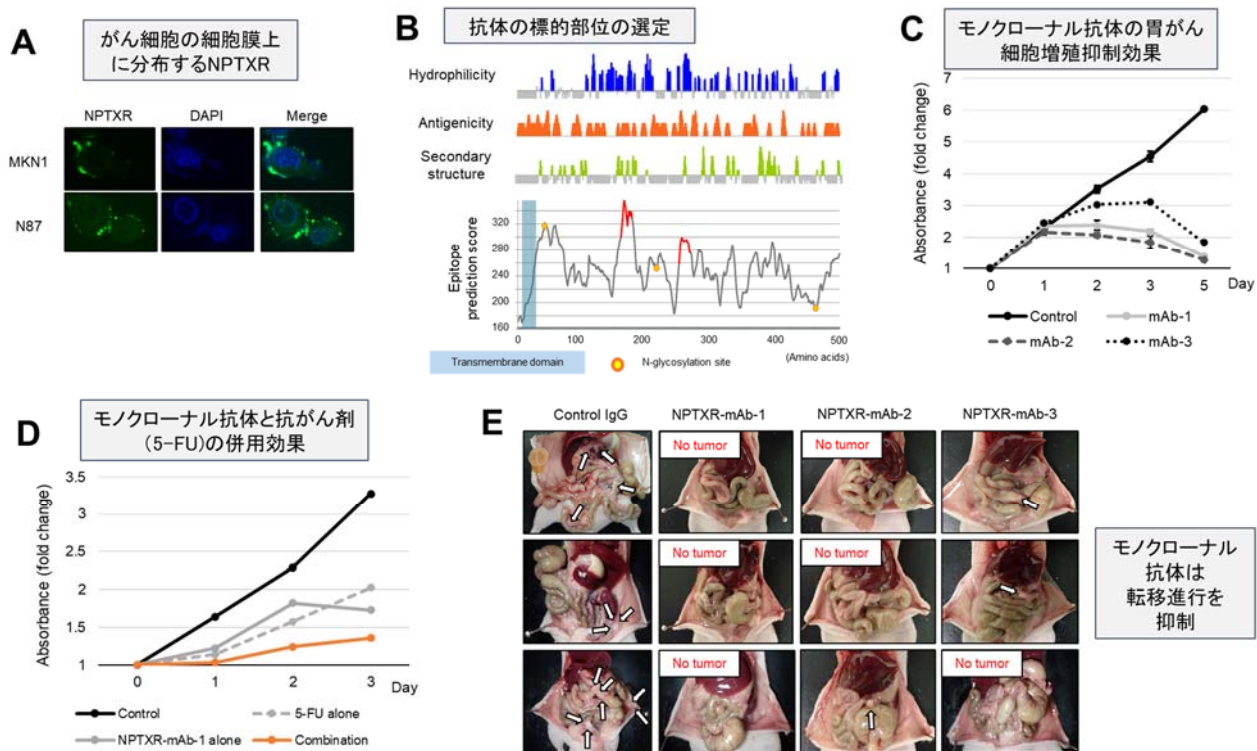 A
がん細胞の細胞膜上
に分布するNPTXR
NPTXR
DAPI
Merge
MKN1
N87
B
抗体の標的部位の選定
Hydrophilicity
Antigenicity
Secondary
structure
Epitope
prediction score
320
280
240
200
160
0
100
200
300
400
500
(Amino acids)
Transmembrane domain
N-glycosylation site
C
モノクローナル抗体の胃がん
細胞増殖抑制効果
Absorbance (fold change)
7
6
5
4
3
2
1
0
1
2
3
5
Day
Control
mAb-1
mAb-2
mAb-3
D
モノクローナル抗体と抗がん剤
(5-FU)の併用効果
Absorbance (fold change)
3.5
3
2.5
2
1.5
1
0
1
2
3
Day
Control
5-FU alone
NPTXR-mAb-1 alone
Combination
E
Control IgG
NPTXR-mAb-1
NPTXR-mAb-2
NPTXR-mAb-3
No tumor
No tumor
No tumor
No tumor
No tumor
No tumor
モノクローナル
抗体は
転移進行を
抑制